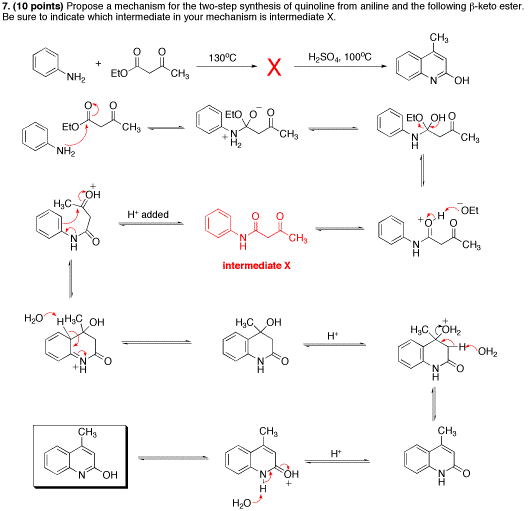 7. (10 points) Propose a mechanism for the two-step synthesis of quinoline from aniline and the following β-keto ester.
Be sure to indicate which intermediate in your mechanism is intermediate X.
NH2 + EtO O O CH3 130ºC X H2SO4, 100ºC CH3 N OH
EtO O O CH3 NH2 EtO O − O N + H2 CH3 EtO OH O N H CH3
+ OH H3C N H O H+ added O O N H CH3 + O H − OEt O N H CH3
intermediate X
H2O H H3C OH N H + O H3C OH N H O H+ H3C + OH2 H OH2 N H O
CH3 N OH CH3 N H OH + H2O H+ CH3 N H O